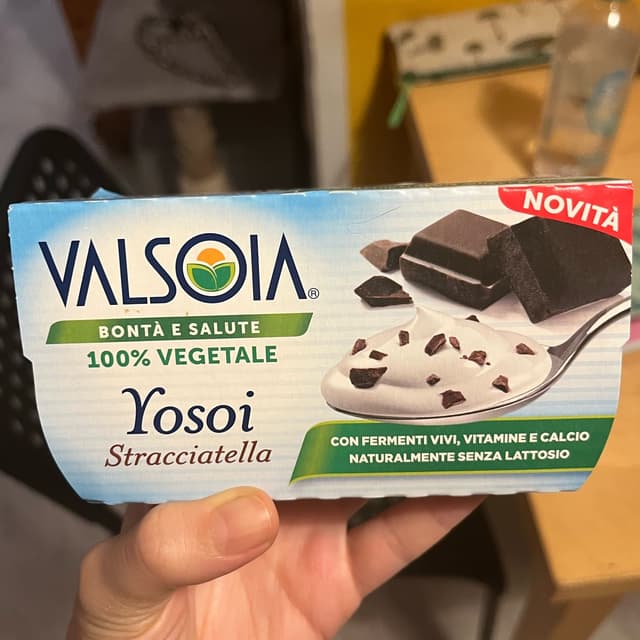 NOVITÀ
VALSOIA®
BONTÀ E SALUTE
100% VEGETALE
Yosoi
Stracciatella
CON FERMENTI VIVI, VITAMINE E CALCIO
NATURALMENTE SENZA LATTOSIO